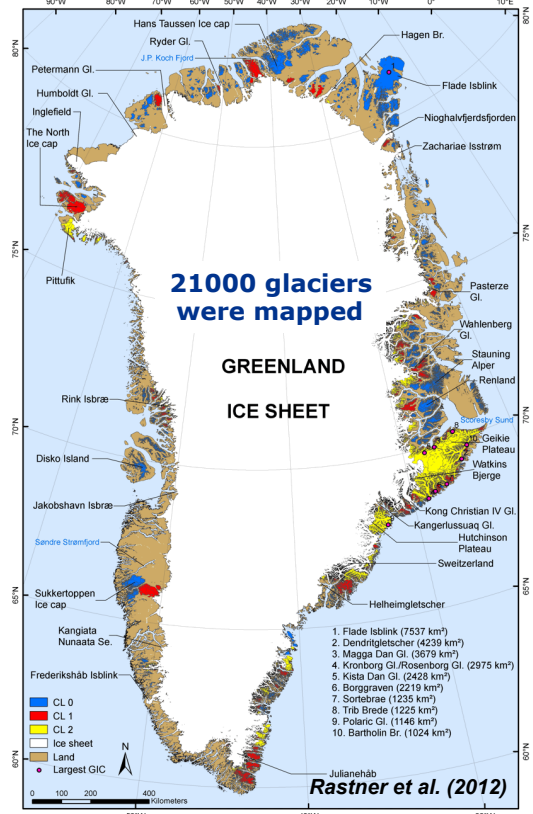 90°W
80°W
70°W
60°W
50°W
40°W
30°W
20°W
10°W
0°
10°E
80°N
80°N
Hans Taussen Ice cap
Ryder Gl.
Hagen Br.
J.P. Koch Fjord
Petermann Gl.
Flade Isblink
Humboldt Gl.
Inglefield
Nioghalvfjerdsfjorden
The North
Ice cap
Zachariae Isstrøm
75°N
75°N
Pittufik
21000 glaciers
were mapped
Pasterze
Gl.
Wahlenberg
Gl.
GREENLAND
ICE SHEET
Stauning
Alper
Renland
Rink Isbræ
Scoresby Sund
70°N
70°N
Geikie
Plateau
Disko Island
Watkins
Bjerge
Jakobshavn Isbræ
Kong Christian IV Gl.
Kangerlussuaq Gl.
Hutchinson
Plateau
Søndre Strømfjord
Sweitzerland
65°N
65°N
Sukkertoppen
Ice cap
Helheimgletscher
Kangiata
Nunaata Se.
Frederikshåb Isblink
1. Flade Isblink (7537 km²)
2. Dendritgletscher (4239 km²)
3. Magga Dan Gl. (3679 km²)
4. Kronborg Gl./Rosenborg Gl. (2975 km²)
5. Kista Dan Gl. (2428 km²)
6. Borggraven (2219 km²)
7. Sortebrae (1235 km²)
8. Trib Brede (1225 km²)
9. Polaric Gl. (1146 km²)
10. Bartholin Br. (1024 km²)
CL 0
CL 1
CL 2
Ice sheet
Land
Largest GIC
N
60°N
60°N
Julianehåb
Rastner et al. (2012)
0 100 200 400
Kilometers